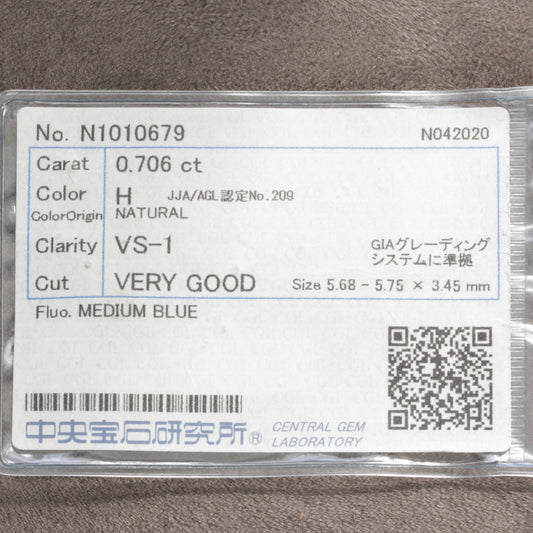 No. N1010679 N042020
Carat 0.706 ct
Color H JJA/AGL認定No.209
ColorOrigin NATURAL
Clarity VS-1 GIAグレーディング
システムに準拠
Cut VERY GOOD Size 5.68 - 5.75 × 3.45 mm
Fluo. MEDIUM BLUE
中央宝石研究所® CENTRAL GEM
LABORATORY